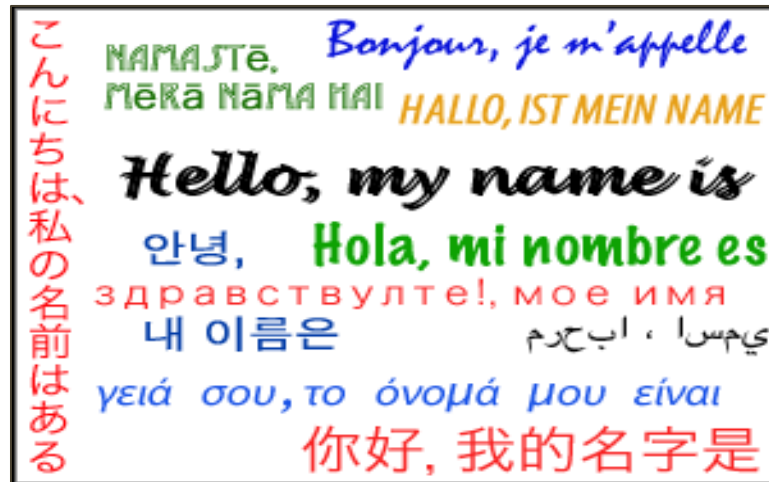 こんにちは、私の名前はある
NAMASTē.
MēRā NāMA HAI
Bonjour, je m'appelle
HALLO, IST MEIN NAME
Hello, my name is
안녕,
Hola, mi nombre es
здравствулте!, мое имя
내 이름은
يمسا ، ابحرم
γειά σου, το όνομά μου είναι
你好, 我的名字是